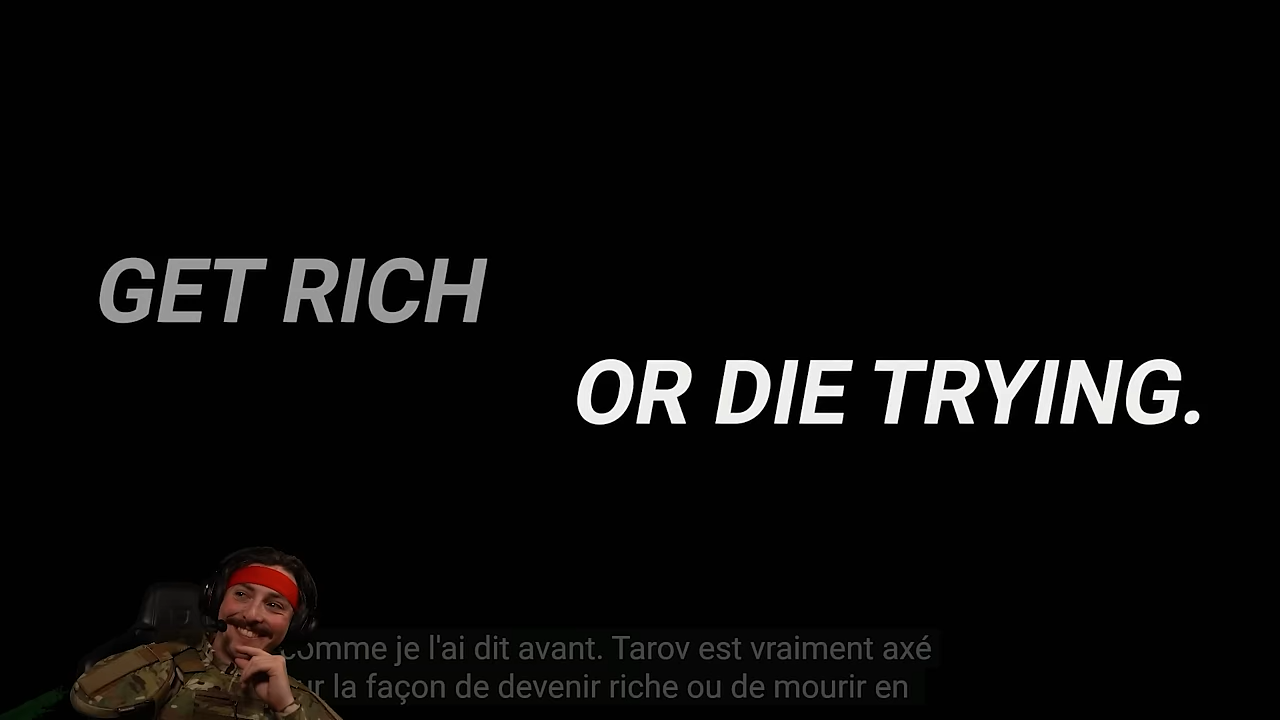 GET RICH
OR DIE TRYING.
comme je l'ai dit avant. Tarov est vraiment axé
la façon de devenir riche ou de mourir en